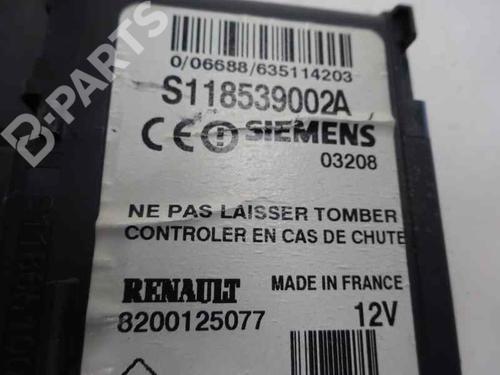 B-PARTS
0/06688/635114203
S118539002A
CE SIEMENS
03208
NE PAS LAISSER TOMBER
CONTROLER EN CAS DE CHUTE
RENAULT MADE IN FRANCE
8200125077 12V